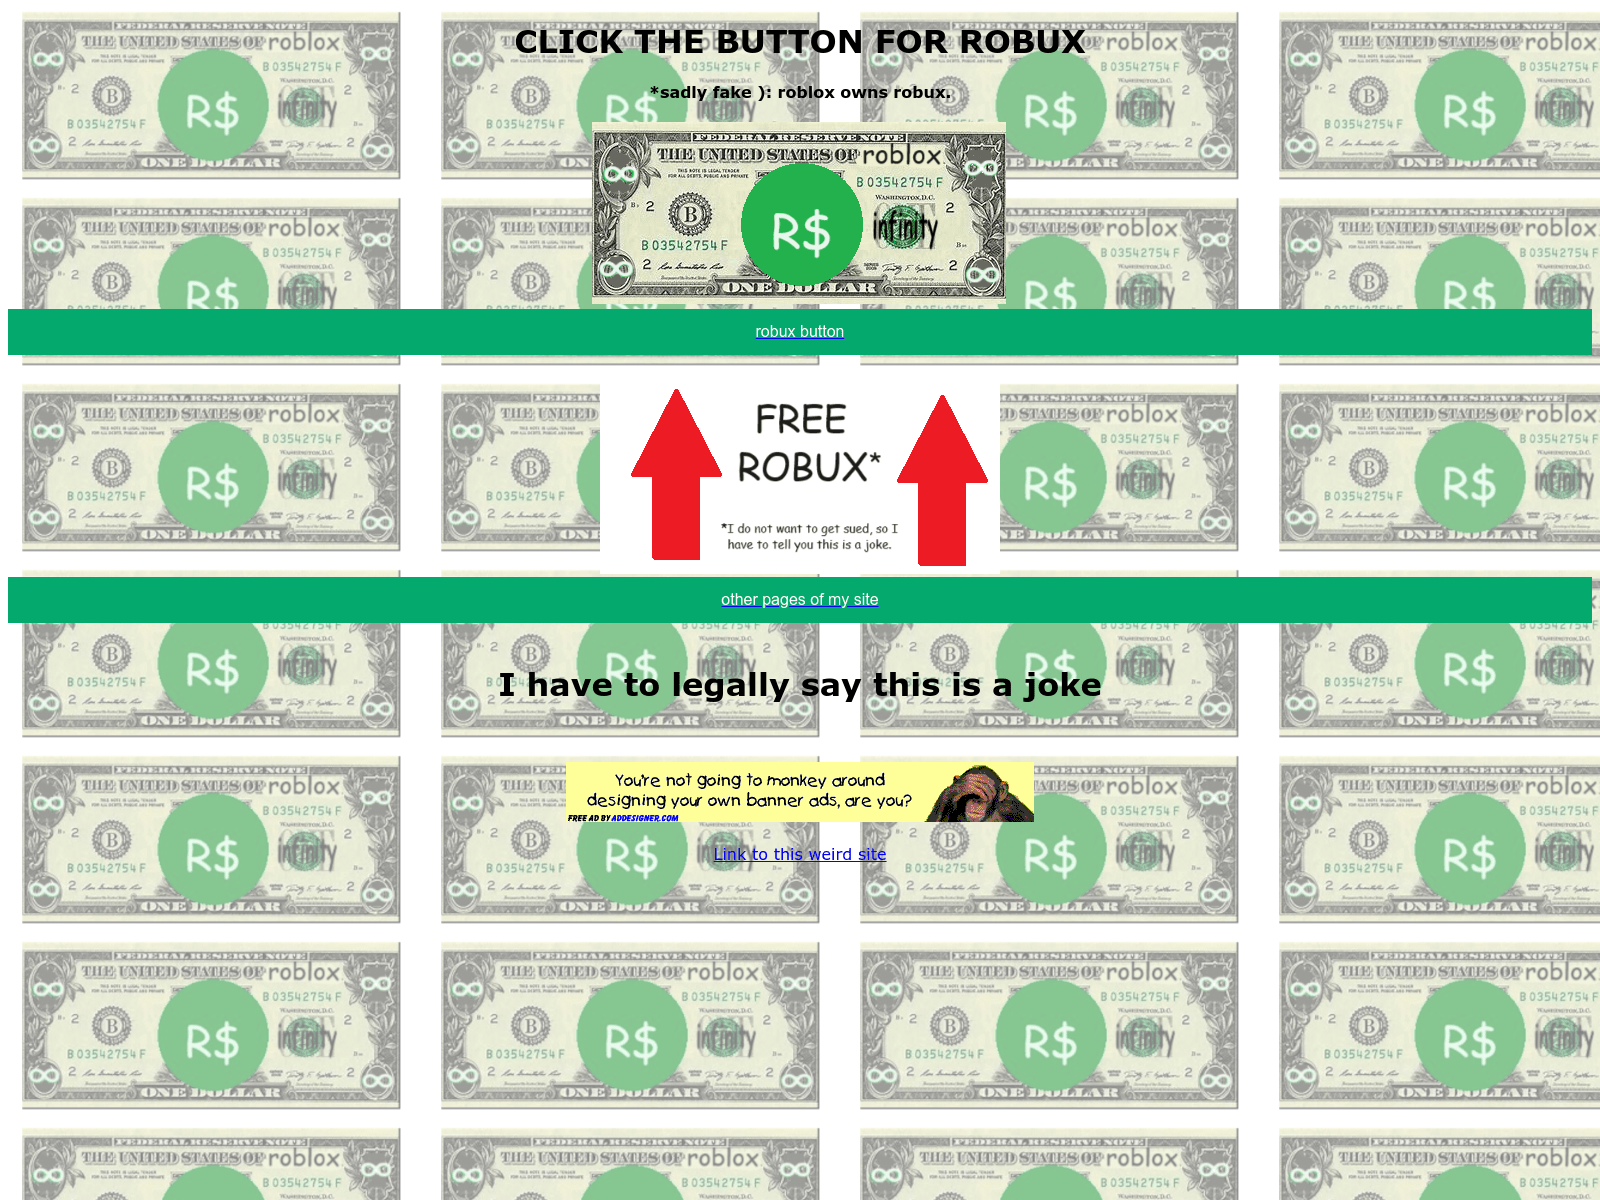 CLICK THE BUTTON FOR ROBUX
*sadly fake ): roblox owns robux.
FEDERAL RESERVE NOTE
THE UNITED STATES OF roblox
THIS NOTE IS LEGAL TENDER
FOR ALL DEBTS, PUBLIC AND PRIVATE
B 03542754 F
WASHINGTON, D.C.
B 2 2
B
R$
infinity
B 03542754 F
2 2
ONE DOLLAR
robux button
FREE
ROBUX*
*I do not want to get sued, so I
have to tell you this is a joke.
other pages of my site
I have to legally say this is a joke
You're not going to monkey around
designing your own banner ads, are you?
FREE AD BY ADDESIGNER.COM
Link to this weird site